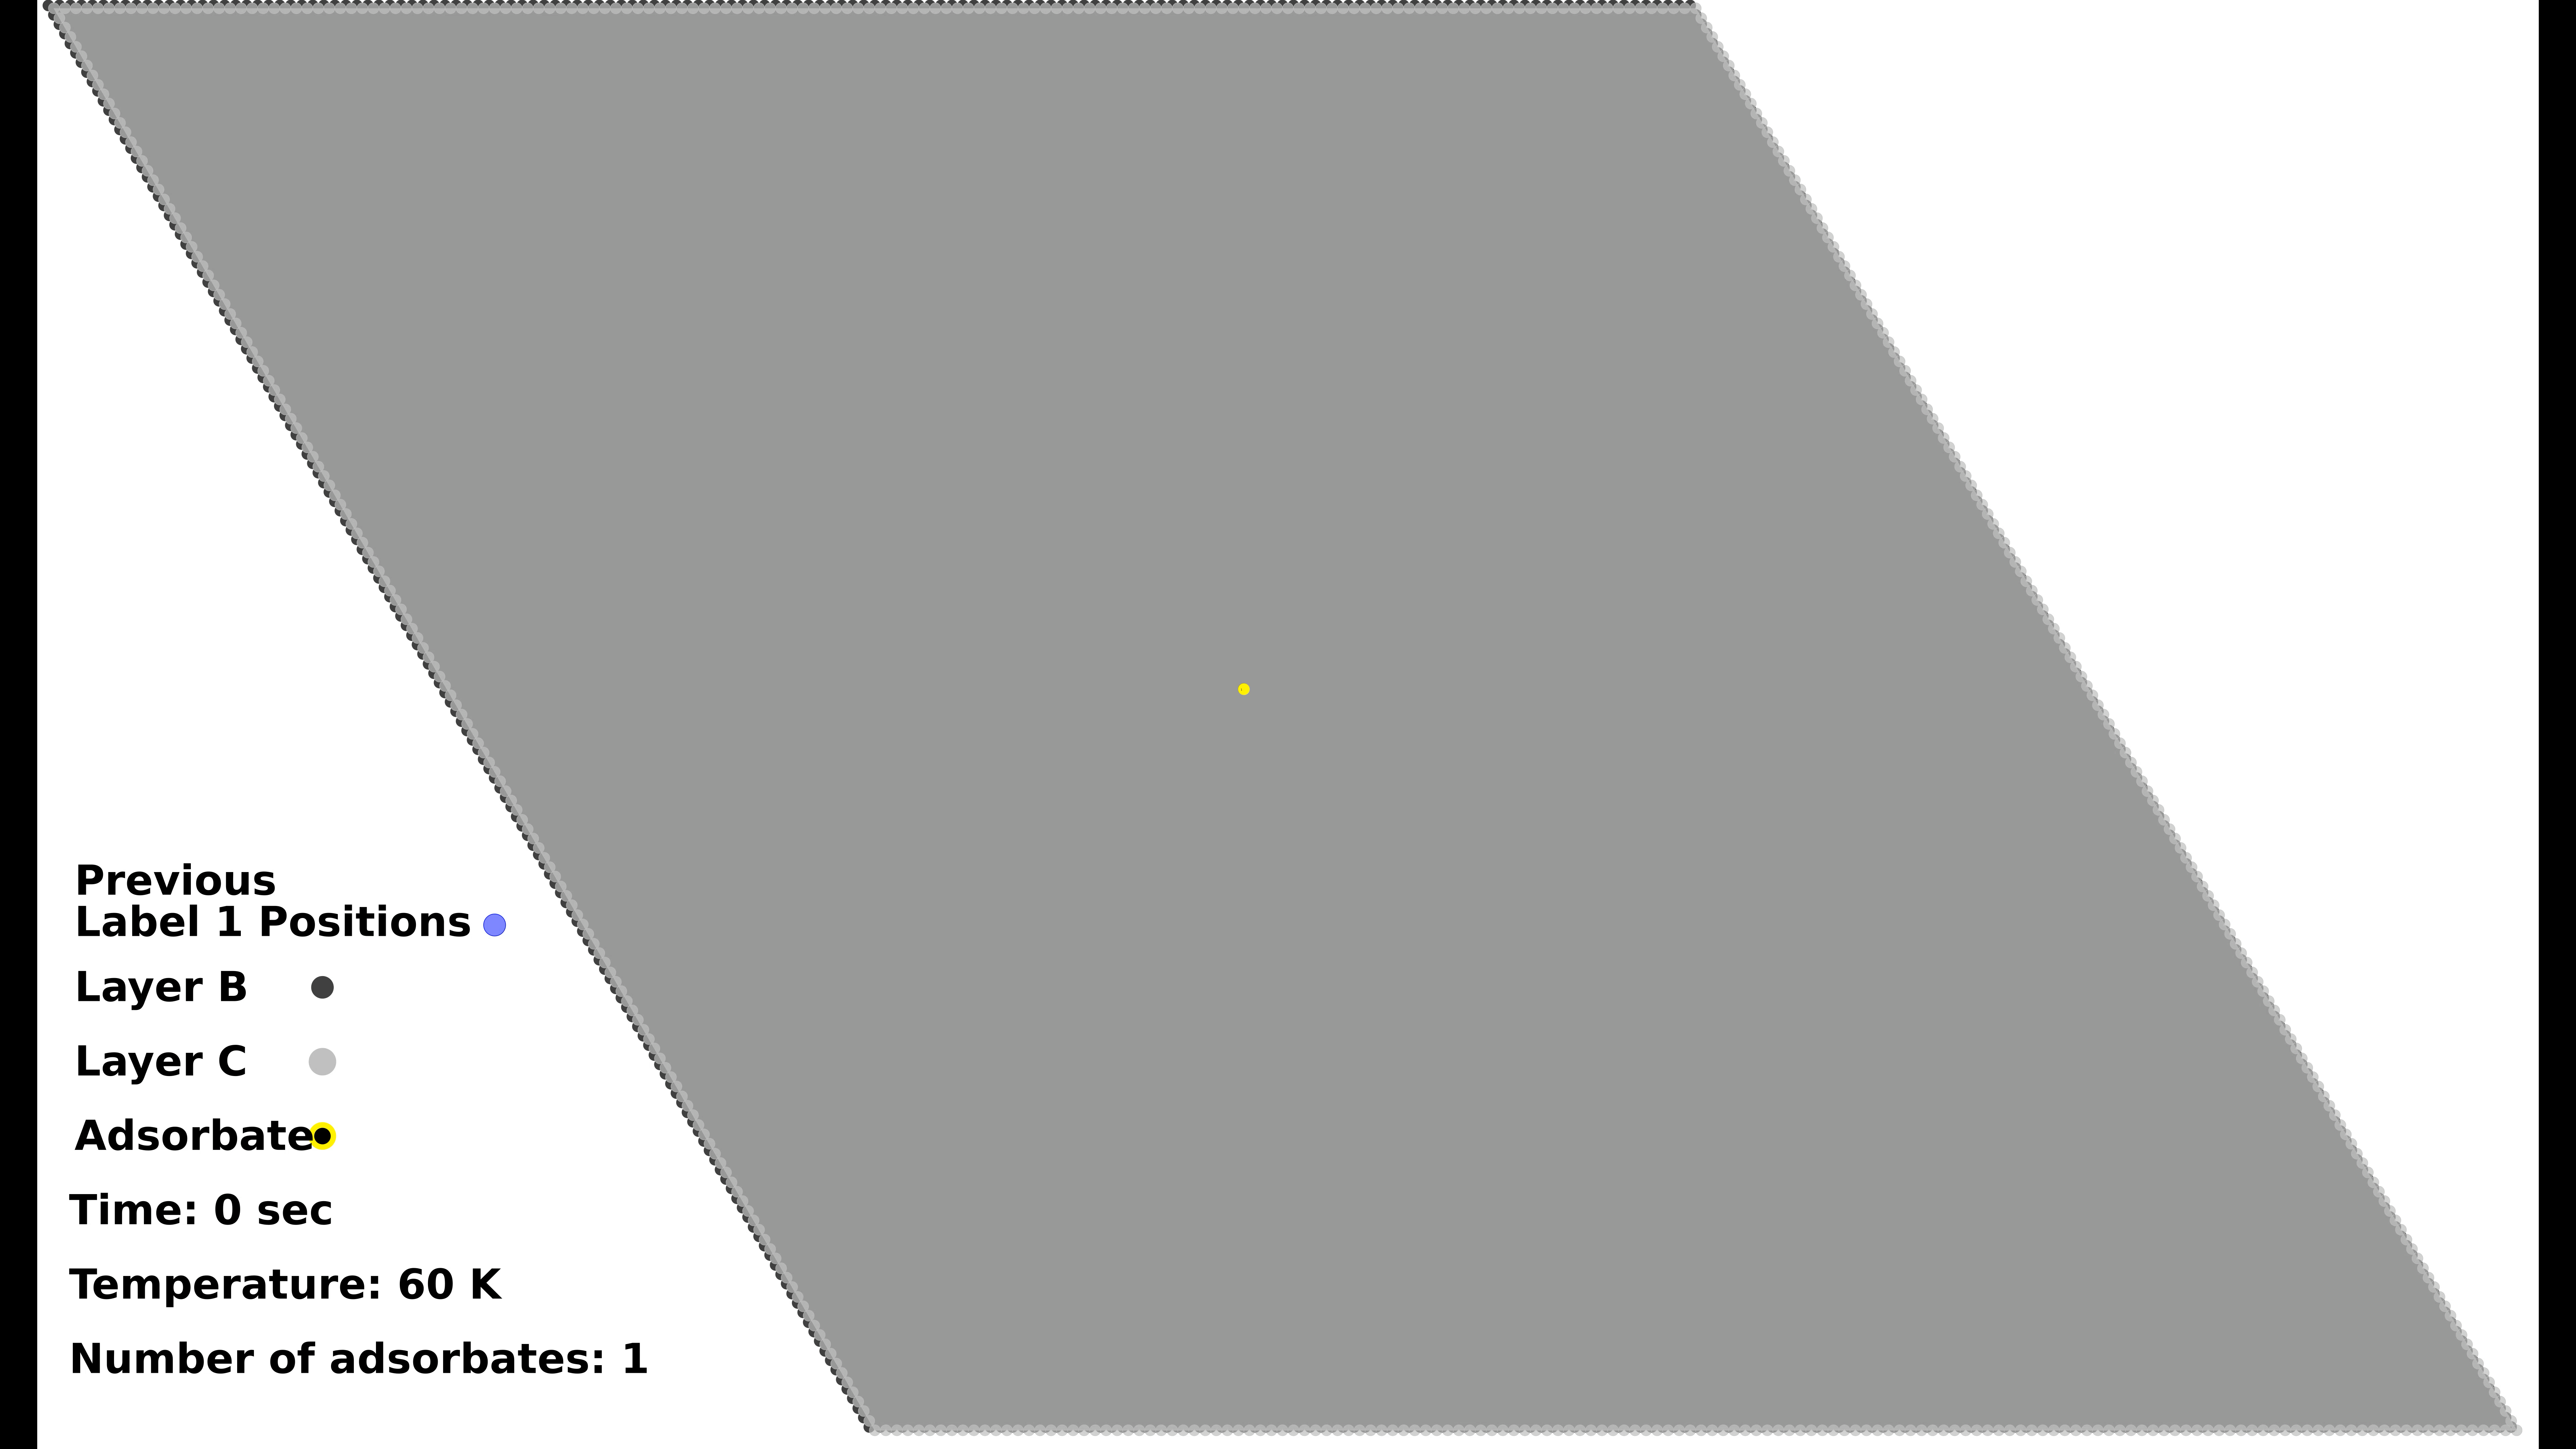 Previous
Label 1 Positions
Layer B
Layer C
Adsorbate
Time: 0 sec
Temperature: 60 K
Number of adsorbates: 1